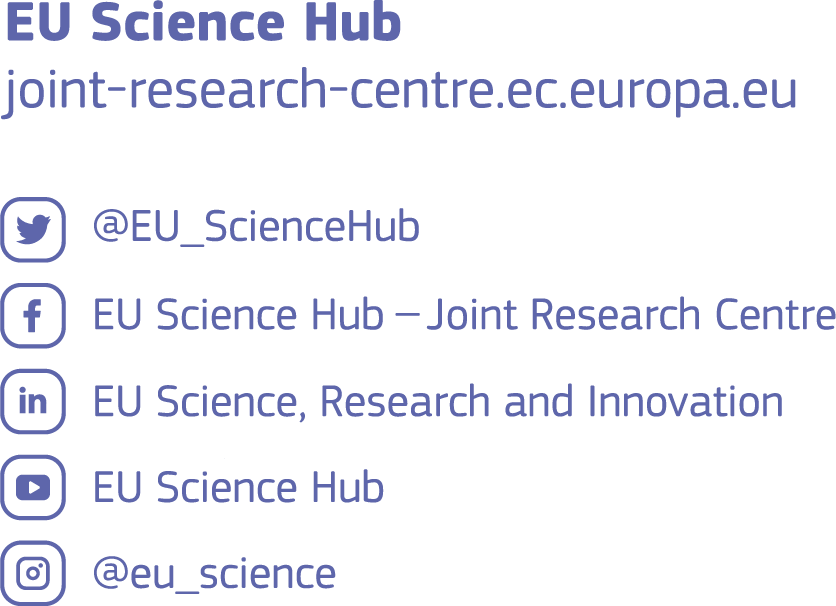 EU Science Hub
joint-research-centre.ec.europa.eu
@EU_ScienceHub
EU Science Hub – Joint Research Centre
EU Science, Research and Innovation
EU Science Hub
@eu_science